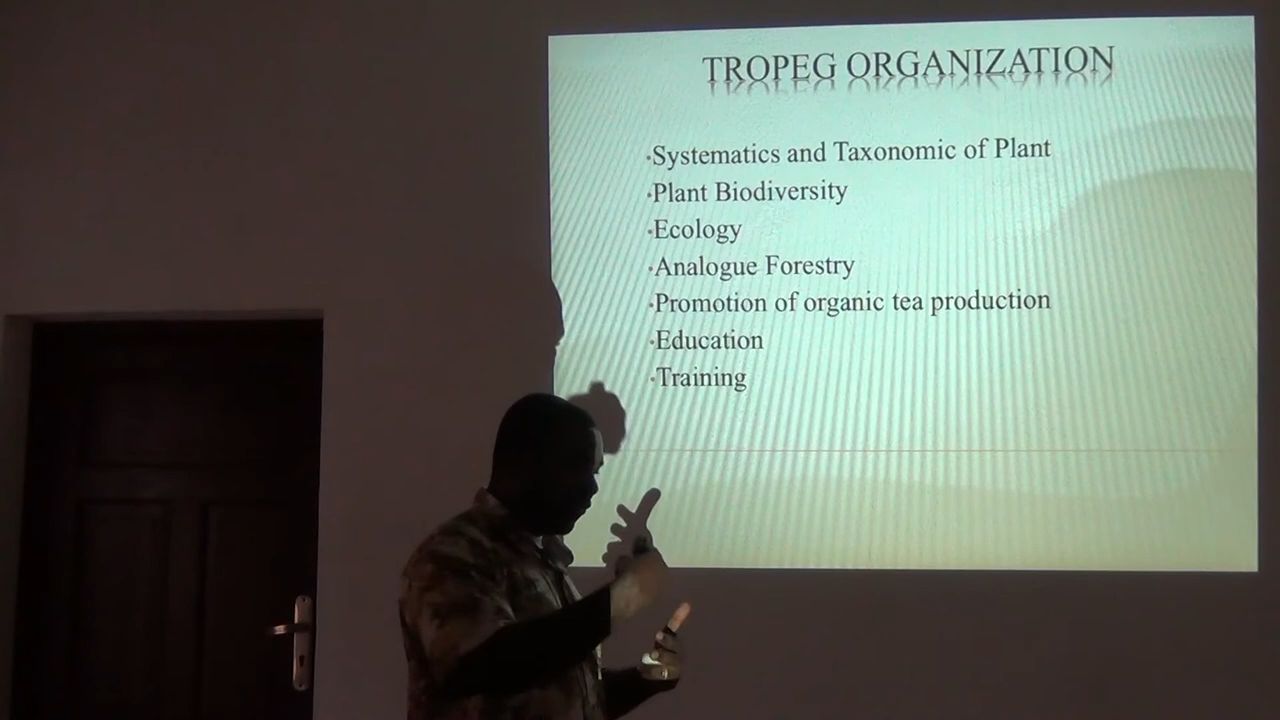 TROPEG ORGANIZATION
•Systematics and Taxonomic of Plant
•Plant Biodiversity
•Ecology
•Analogue Forestry
•Promotion of organic tea production
•Education
•Training